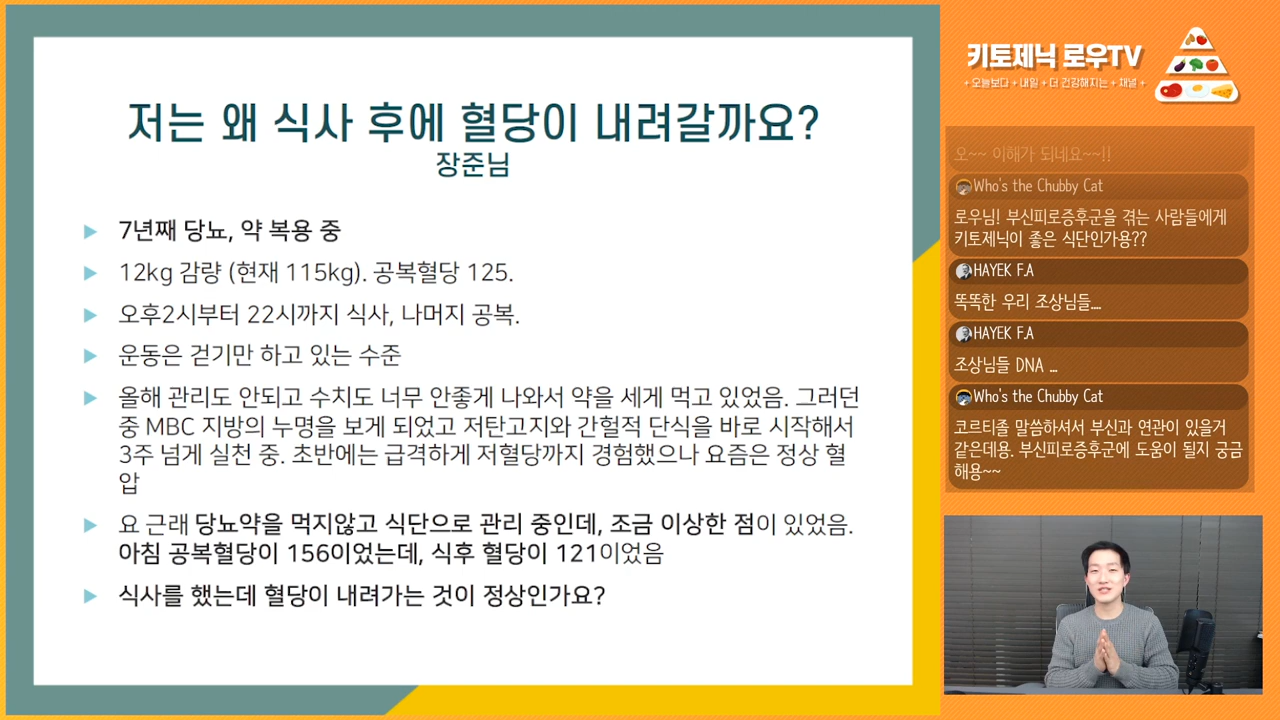 저는 왜 식사 후에 혈당이 내려갈까요?
장준님
▶ 7년째 당뇨, 약 복용 중
▶ 12kg 감량 (현재 115kg). 공복혈당 125.
▶ 오후2시부터 22시까지 식사, 나머지 공복.
▶ 운동은 걷기만 하고 있는 수준
▶ 올해 관리도 안되고 수치도 너무 안좋게 나와서 약을 세게 먹고 있었음. 그러던
중 MBC 지방의 누명을 보게 되었고 저탄고지와 간헐적 단식을 바로 시작해서
3주 넘게 실천 중. 초반에는 급격하게 저혈당까지 경험했으나 요즘은 정상 혈
압
▶ 요 근래 당뇨약을 먹지않고 식단으로 관리 중인데, 조금 이상한 점이 있었음.
아침 공복혈당이 156이었는데, 식후 혈당이 121이었음
▶ 식사를 했는데 혈당이 내려가는 것이 정상인가요?
키토제닉 로우TV
+ 오늘보다 + 내일 + 더 건강해지는 + 채널 +
오~~ 이해가 되네요~~!!
Who's the Chubby Cat
로우님! 부신피로증후군을 겪는 사람들에게
키토제닉이 좋은 식단인가용??
HAYEK F.A
똑똑한 우리 조상님들....
HAYEK F.A
조상님들 DNA ...
Who's the Chubby Cat
코르티졸 말씀하셔서 부신과 연관이 있을거
같은데용. 부신피로증후군에 도움이 될지 궁금
해용~~